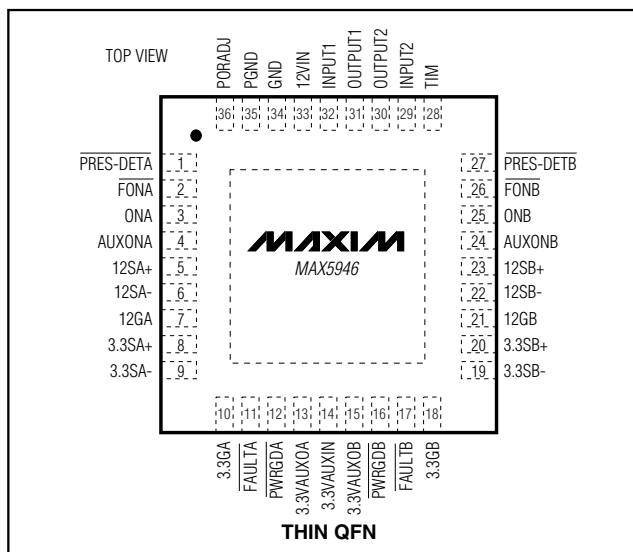 TOP VIEW
PORADJ
PGND
GND
12VIN
INPUT1
OUTPUT1
OUTPUT2
INPUT2
TIM
36 35 34 33 32 31 30 29 28
PRES-DETA 1
FONA 2
ONA 3
AUXONA 4
12SA+ 5
12SA- 6
12GA 7
3.3SA+ 8
3.3SA- 9
MAXIM
MAX5946
27 PRES-DETB
26 FONB
25 ONB
24 AUXONB
23 12SB+
22 12SB-
21 12GB
20 3.3SB+
19 3.3SB-
10 11 12 13 14 15 16 17 18
3.3GA
FAULTA
PWRGDA
3.3VAUXOA
3.3VAUXIN
3.3VAUXOB
PWRGDB
FAULTB
3.3GB
THIN QFN